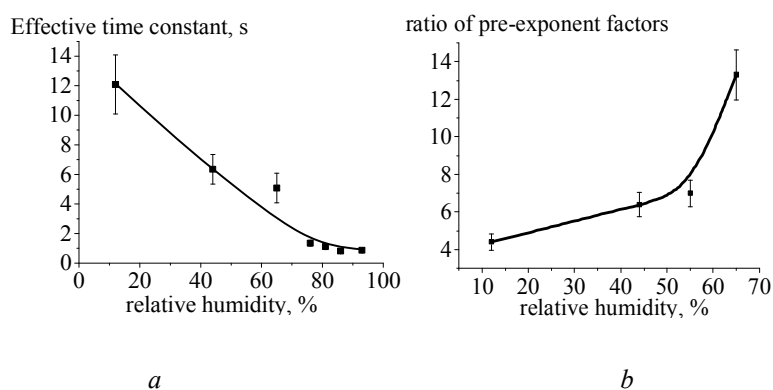 Effective time constant, s
14
12
10
8
6
4
2
0
0 20 40 60 80 100
relative humidity, %
a
ratio of pre-exponent factors
14
12
10
8
6
4
10 20 30 40 50 60 70
relative humidity, %
b